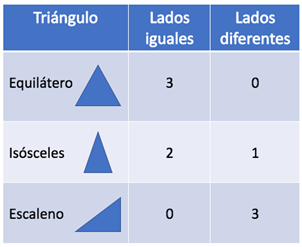 Triángulo Lados iguales Lados diferentes
Equilátero 3 0
Isósceles 2 1
Escaleno 0 3